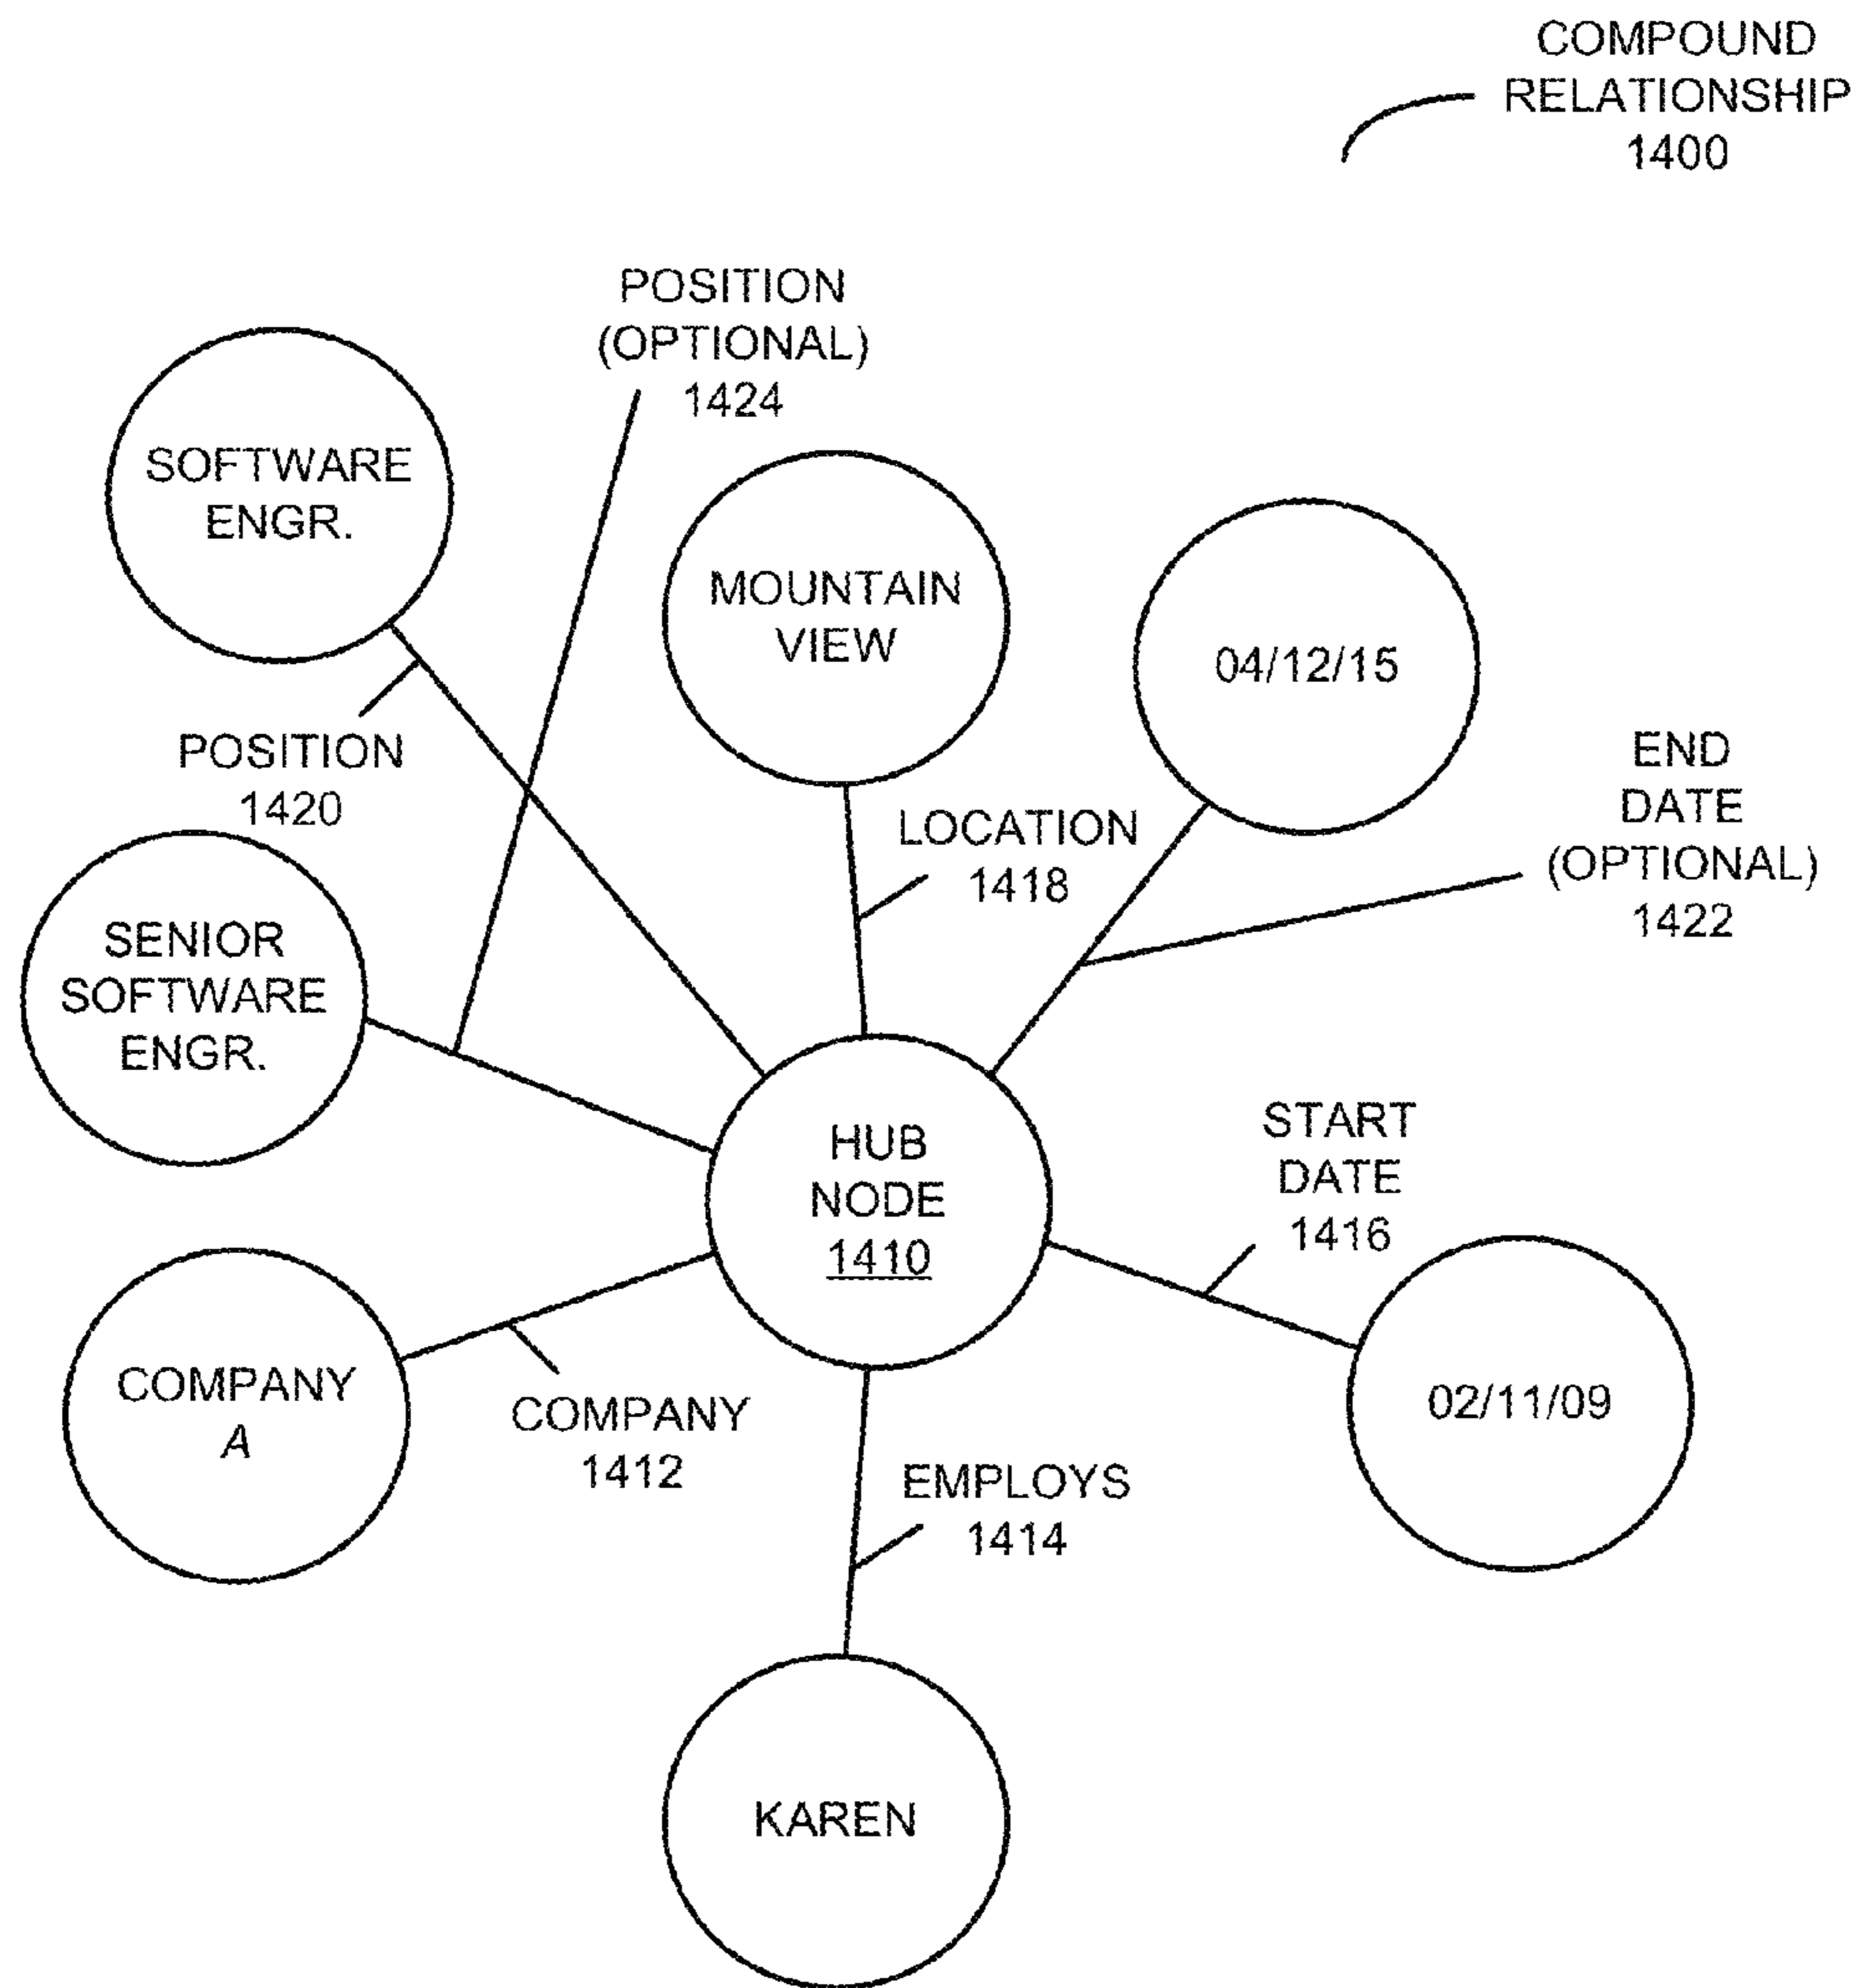 COMPOUND
RELATIONSHIP
1400
POSITION
(OPTIONAL)
1424
SOFTWARE
ENGR.
MOUNTAIN
VIEW
04/12/15
POSITION
1420
END
DATE
(OPTIONAL)
1422
LOCATION
1418
SENIOR
SOFTWARE
ENGR.
HUB
NODE
1410
START
DATE
1416
COMPANY
A
COMPANY
1412
02/11/09
EMPLOYS
1414
KAREN